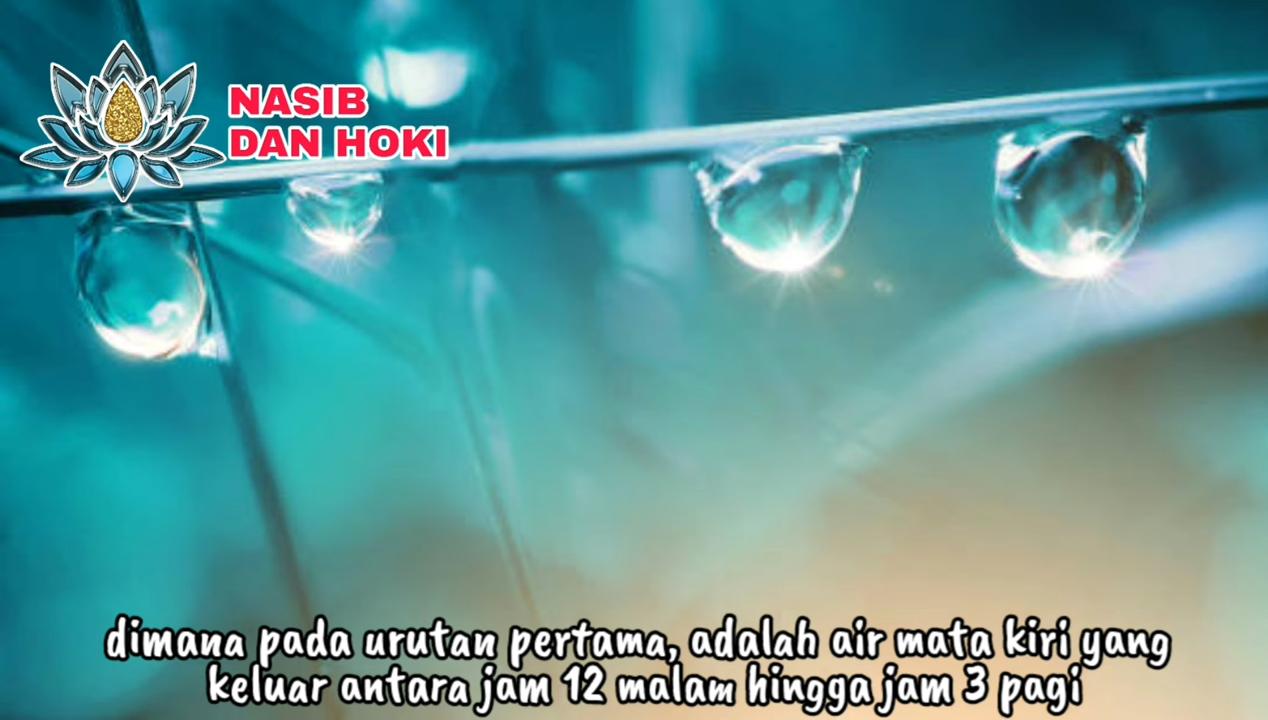 NASIB
DAN HOKI
dimana pada urutan pertama, adalah air mata kiri yang
keluar antara jam 12 malam hingga jam 3 pagi